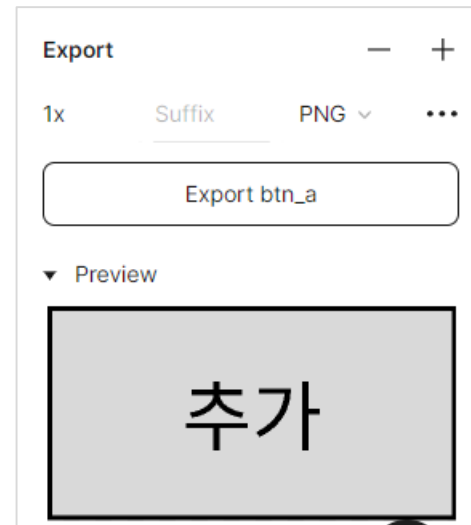 Export
1x Suffix PNG
Export btn_a
Preview
추가